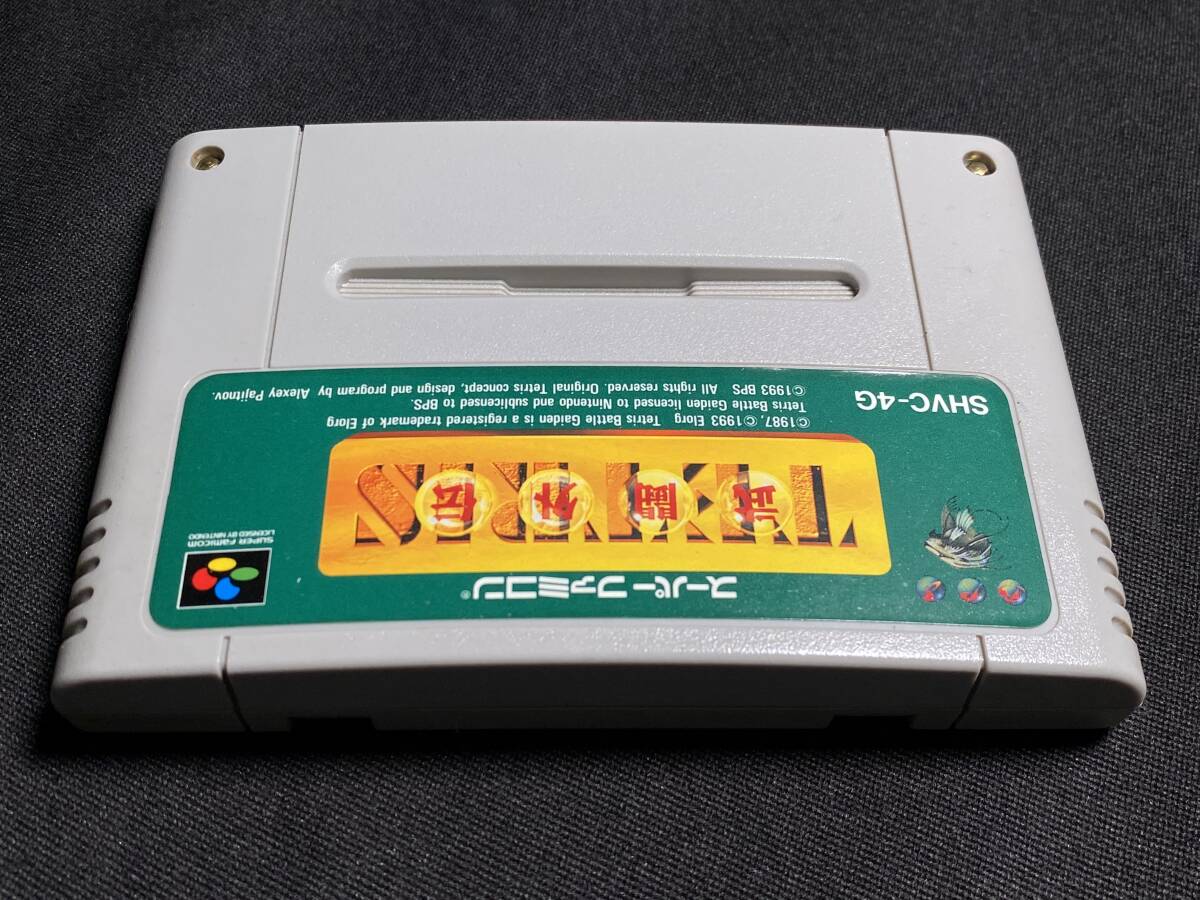 スーパーファミコン®
TETRIS
武闘外伝
©1987, © 1993 Elorg Tetris Battle Gaiden is a registered trademark of Elorg
Tetris Battle Gaiden licensed to Nintendo and sublicensed to BPS.
©1993 BPS All rights reserved. Original Tetris concept, design and program by Alexey Pajitnov.
SHVC-4G
SUPER FAMICOM
LICENSED BY NINTENDO